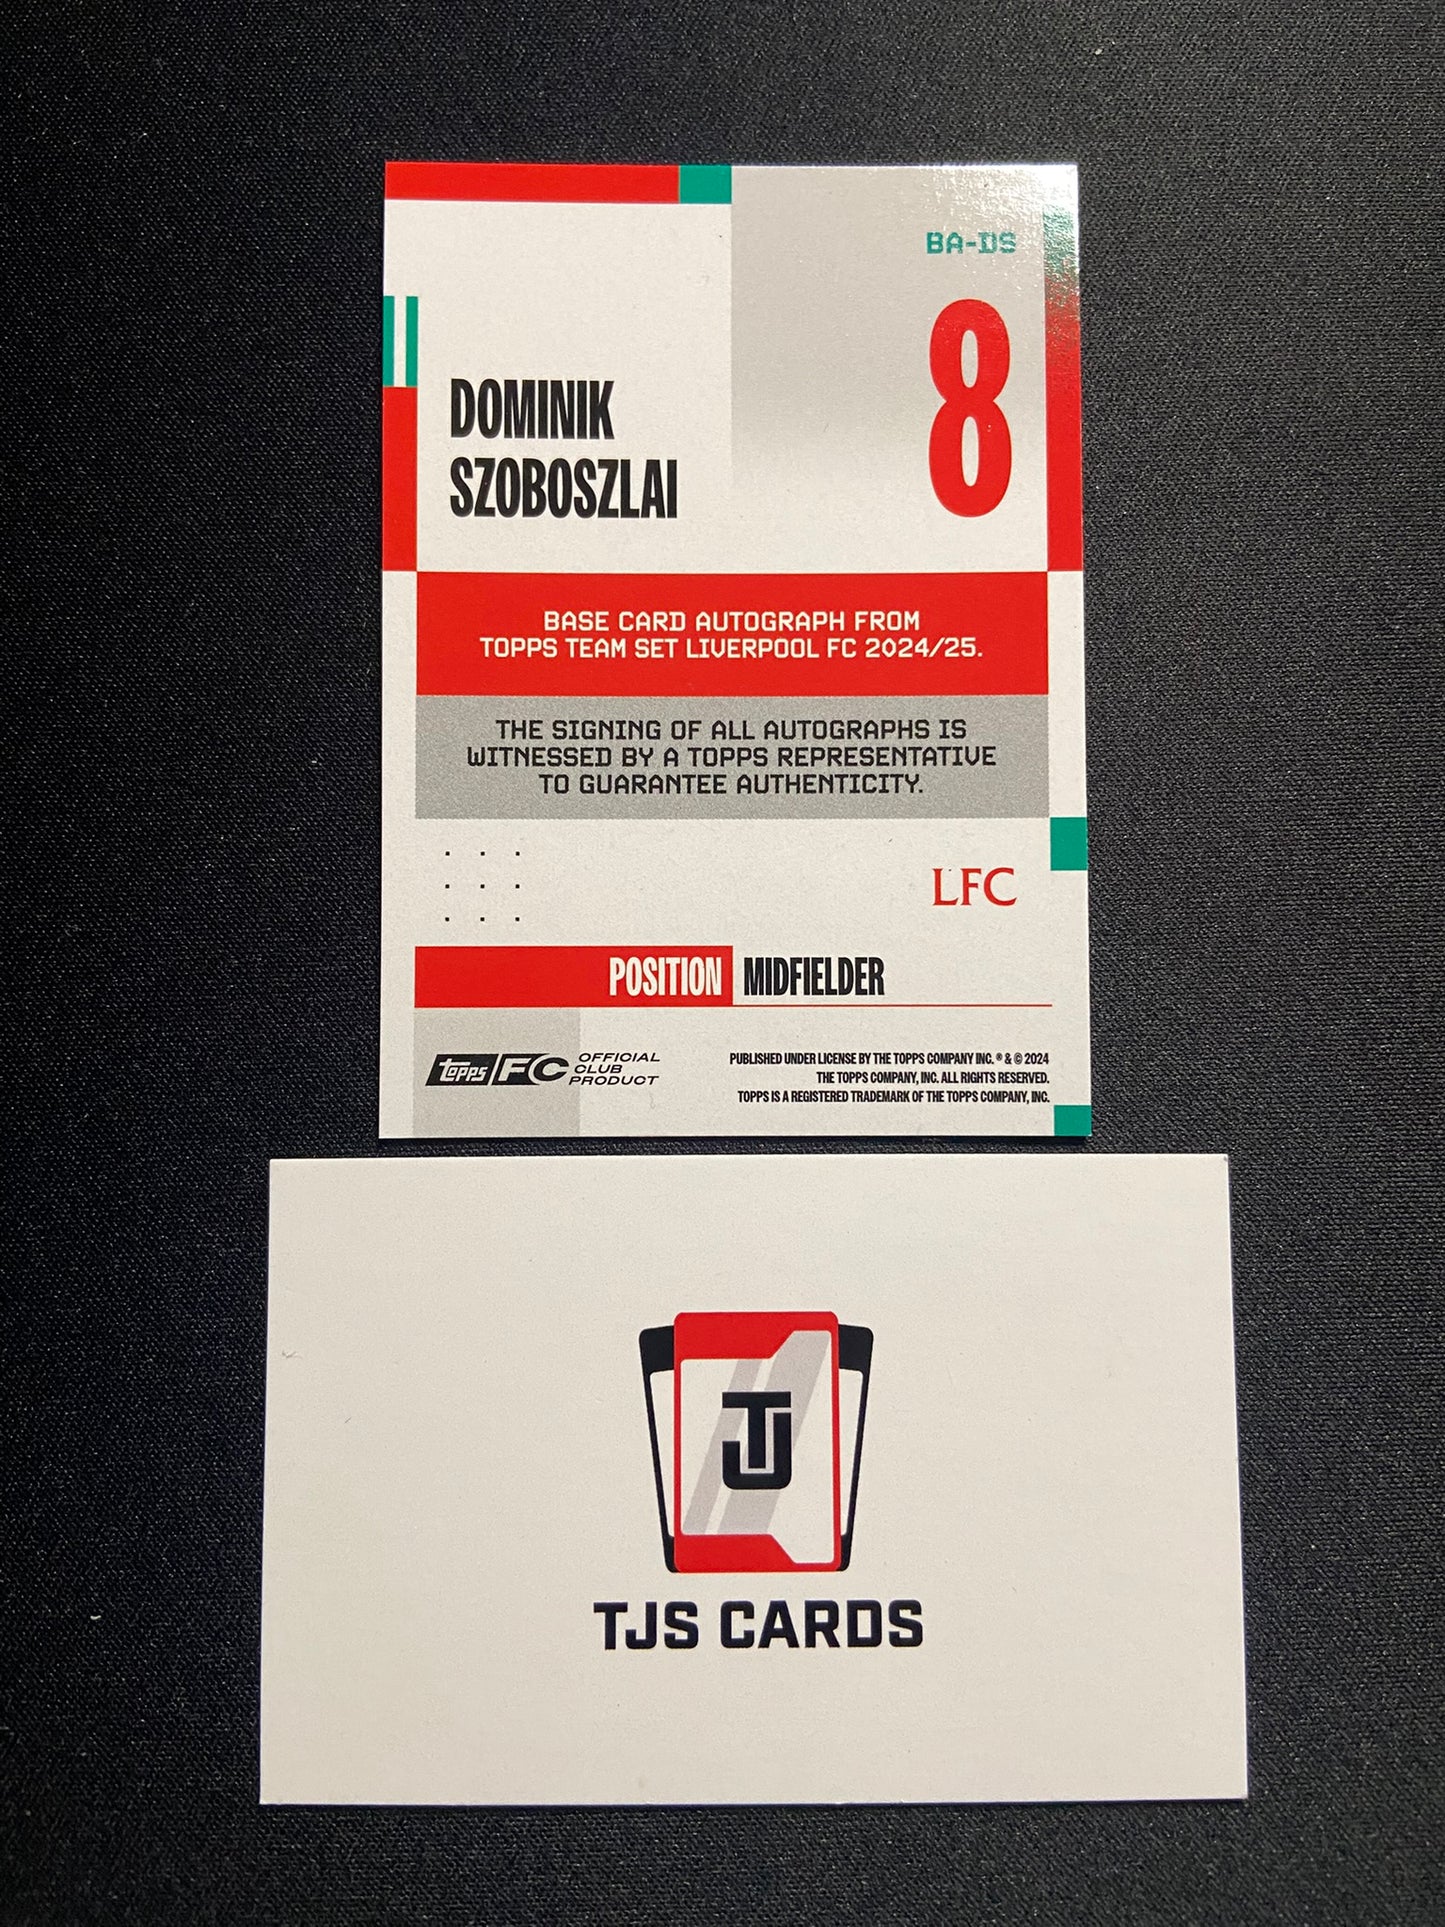 BA-DS
8
DOMINIK
SZOBOSZLAI
BASE CARD AUTOGRAPH FROM
TOPPS TEAM SET LIVERPOOL FC 2024/25.
THE SIGNING OF ALL AUTOGRAPHS IS
WITNESSED BY A TOPPS REPRESENTATIVE
TO GUARANTEE AUTHENTICITY.
LFC
POSITION MIDFIELDER
topps FC OFFICIAL
CLUB
PRODUCT
PUBLISHED UNDER LICENSE BY THE TOPPS COMPANY INC. ® & © 2024
THE TOPPS COMPANY, INC. ALL RIGHTS RESERVED.
TOPPS IS A REGISTERED TRADEMARK OF THE TOPPS COMPANY, INC.
TJ
TJS CARDS